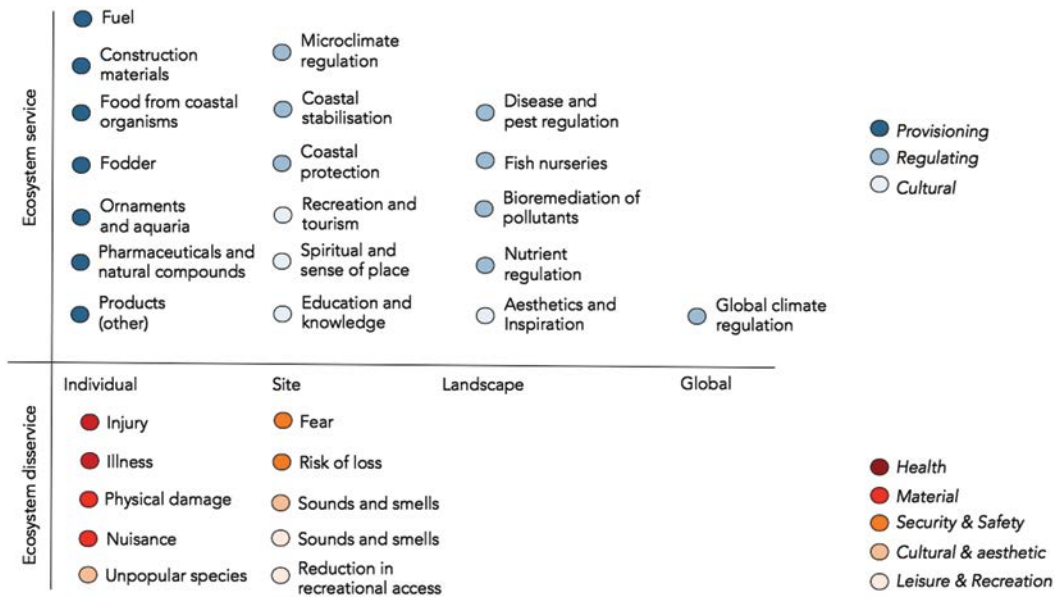 Ecosystem service
Fuel
Construction
materials
Food from coastal
organisms
Fodder
Ornaments
and aquaria
Pharmaceuticals and
natural compounds
Products
(other)
Microclimate
regulation
Coastal
stabilisation
Coastal
protection
Recreation and
tourism
Spiritual and
sense of place
Education and
knowledge
Disease and
pest regulation
Fish nurseries
Bioremediation of
pollutants
Nutrient
regulation
Aesthetics and
Inspiration
Global climate
regulation
Provisioning
Regulating
Cultural
Individual
Site
Landscape
Global
Ecosystem disservice
Injury
Illness
Physical damage
Nuisance
Unpopular species
Fear
Risk of loss
Sounds and smells
Sounds and smells
Reduction in
recreational access
Health
Material
Security & Safety
Cultural & aesthetic
Leisure & Recreation